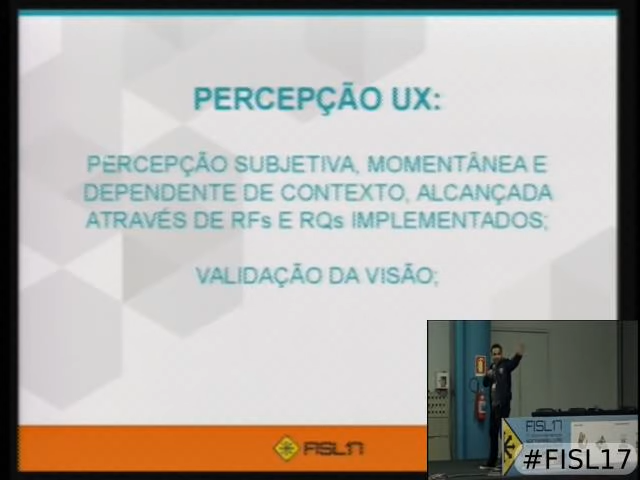 PERCEPÇÃO UX:
PERCEPÇÃO SUBJETIVA, MOMENTÂNEA E
DEPENDENTE DE CONTEXTO, ALCANÇADA
ATRAVÉS DE RFs E RQs IMPLEMENTADOS;
VALIDAÇÃO DA VISÃO;
FISL17
FISL17
#FISL17